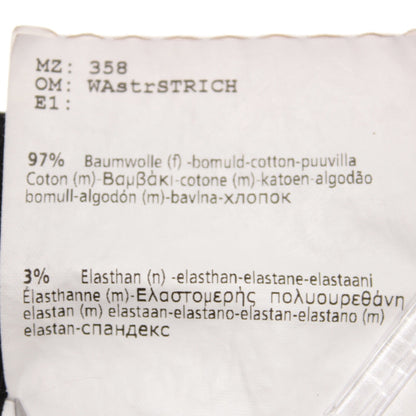 MZ: 358
OM: WAstrSTRICH
E1:
97% Baumwolle (f) -bomuld-cotton-puuvilla
Coton (m)-Βαμβάκι-cotone (m)-katoen-algodão
bomull-algodón (m)-bavlna-хлопок
3% Elasthan (n) -elasthan-elastane-elastaani
Élasthanne (m)-Ελαστομερής πολυουρεθάνη
elastan (m) elastaan-elastano-elastan-elastano (m)
elastan-спандекс